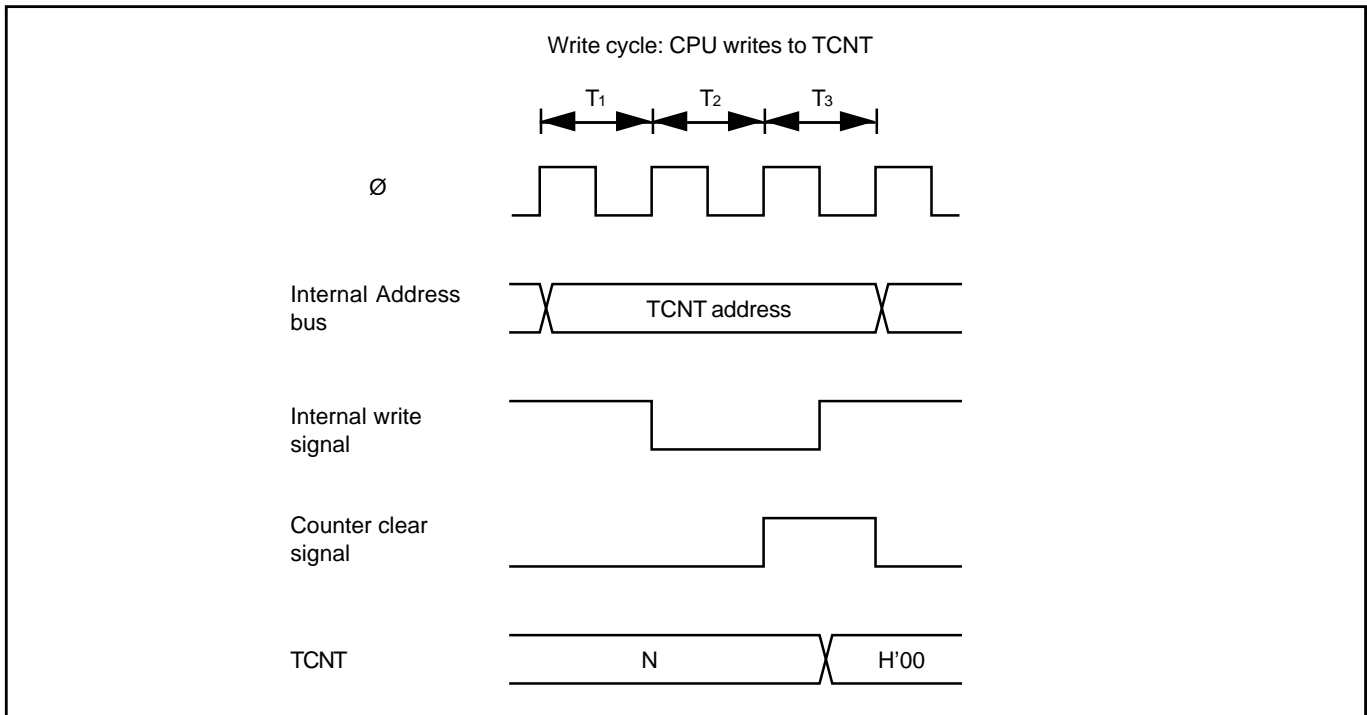 Write cycle: CPU writes to TCNT
T1 T2 T3
Ø
Internal Address
bus
TCNT address
Internal write
signal
Counter clear
signal
TCNT
N
H'00